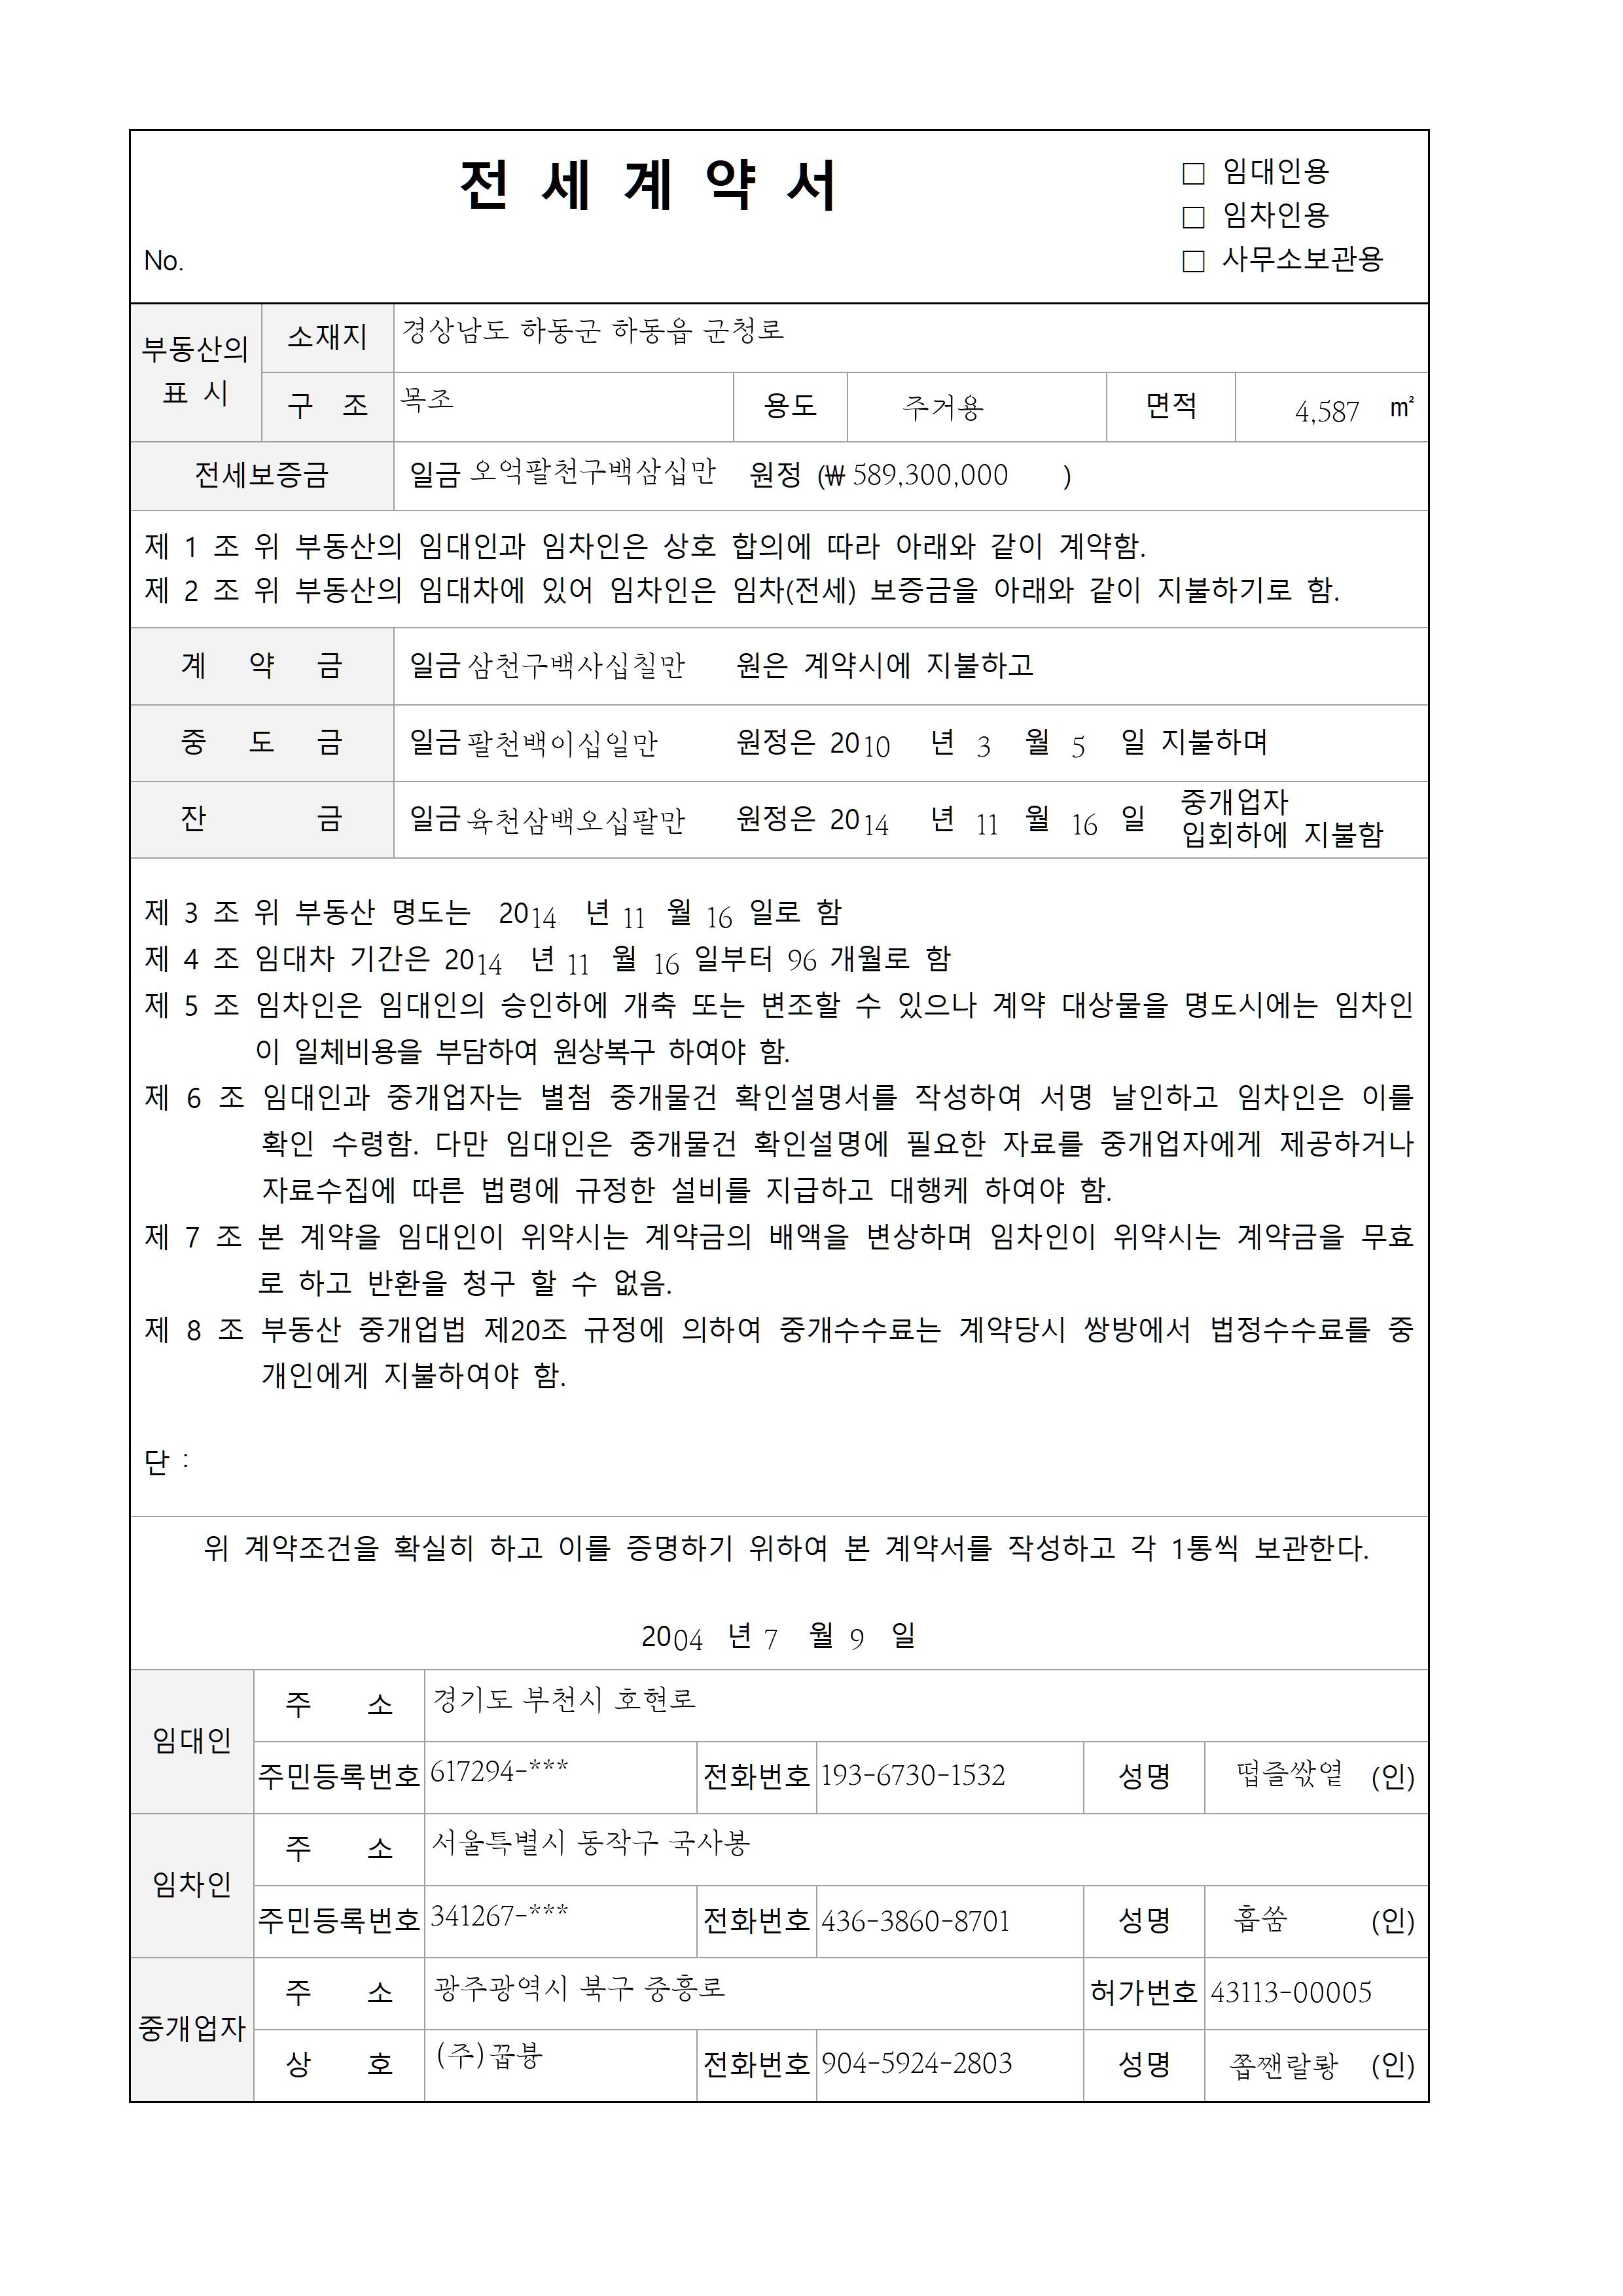 전 세 계 약 서
□ 임대인용
□ 임차인용
No.
□ 사무소보관용
부동산의 표 시
소재지 경상남도 하동군 하동읍 군청로
구 조 목조 용도 주거용 면적 4,587 ㎡
전세보증금 일금 오억팔천구백삼십만 원정 (₩ 589,300,000 )
제 1 조 위 부동산의 임대인과 임차인은 상호 합의에 따라 아래와 같이 계약함.
제 2 조 위 부동산의 임대차에 있어 임차인은 임차(전세) 보증금을 아래와 같이 지불하기로 함.
계 약 금 일금 삼천구백사십칠만 원은 계약시에 지불하고
중 도 금 일금 팔천백이십일만 원정은 2010 년 3 월 5 일 지불하며
잔 금 일금 육천삼백오십팔만 원정은 2014 년 11 월 16 일 중개업자
입회하에 지불함
제 3 조 위 부동산 명도는 2014 년 11 월 16 일로 함
제 4 조 임대차 기간은 2014 년 11 월 16 일부터 96 개월로 함
제 5 조 임차인은 임대인의 승인하에 개축 또는 변조할 수 있으나 계약 대상물을 명도시에는 임차인
이 일체비용을 부담하여 원상복구 하여야 함.
제 6 조 임대인과 중개업자는 별첨 중개물건 확인설명서를 작성하여 서명 날인하고 임차인은 이를
확인 수령함. 다만 임대인은 중개물건 확인설명에 필요한 자료를 중개업자에게 제공하거나
자료수집에 따른 법령에 규정한 설비를 지급하고 대행케 하여야 함.
제 7 조 본 계약을 임대인이 위약시는 계약금의 배액을 변상하며 임차인이 위약시는 계약금을 무효
로 하고 반환을 청구 할 수 없음.
제 8 조 부동산 중개업법 제20조 규정에 의하여 중개수수료는 계약당시 쌍방에서 법정수수료를 중
개인에게 지불하여야 함.
단 :
위 계약조건을 확실히 하고 이를 증명하기 위하여 본 계약서를 작성하고 각 1통씩 보관한다.
2004 년 7 월 9 일
임대인
주 소 경기도 부천시 호현로
주민등록번호 617294-*** 전화번호 193-6730-1532 성명 (인)
임차인
주 소 서울특별시 동작구 국사봉
주민등록번호 341267-*** 전화번호 436-3860-8701 성명 흡쑴 (인)
중개업자
주 소 광주광역시 북구 중흥로 허가번호 43113-00005
상 호 (주)꿉븅 전화번호 904-5924-2803 성명 (인)